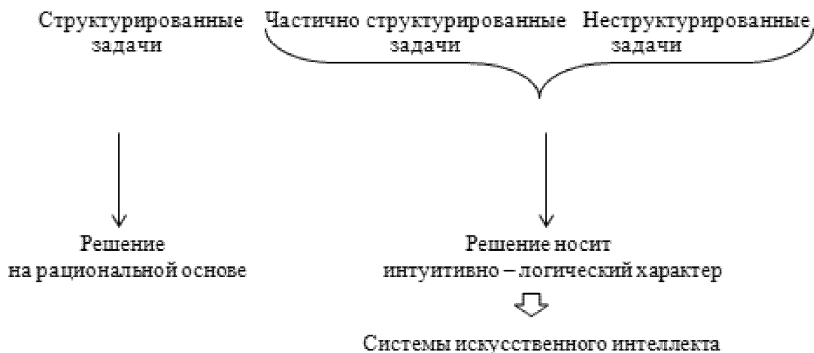 Структурированные задачи
Частично структурированные задачи
Неструктурированные задачи
Решение
на рациональной основе
Решение носит
интуитивно – логический характер
Системы искусственного интеллекта